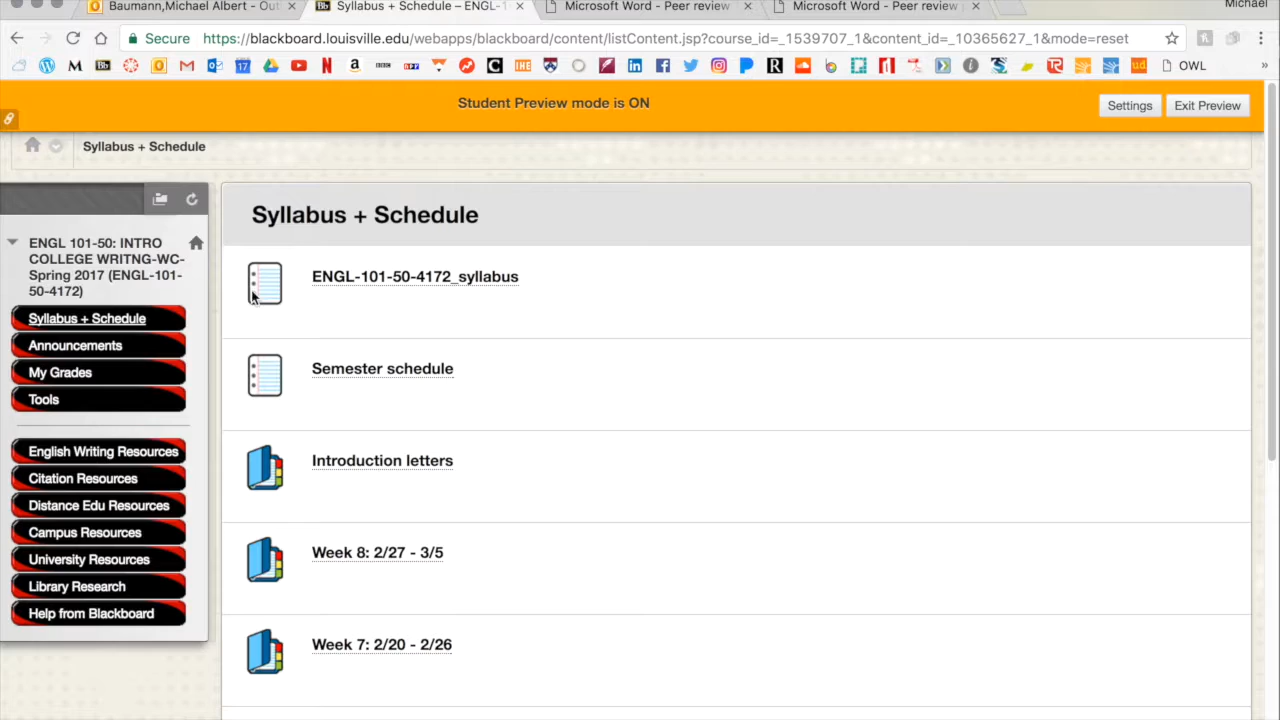 Baumann,Michael Albert - Out
Bb Syllabus + Schedule – ENGL-1
Microsoft Word - Peer review
Microsoft Word - Peer review
Michael
Secure https://blackboard.louisville.edu/webapps/blackboard/content/listContent.jsp?course_id=_1539707_1&content_id=_10365627_1&mode=reset
OWL
Student Preview mode is ON
Settings
Exit Preview
Syllabus + Schedule
ENGL 101-50: INTRO
COLLEGE WRITNG-WC-
Spring 2017 (ENGL-101-
50-4172)
Syllabus + Schedule
Announcements
My Grades
Tools
English Writing Resources
Citation Resources
Distance Edu Resources
Campus Resources
University Resources
Library Research
Help from Blackboard
Syllabus + Schedule
ENGL-101-50-4172_syllabus
Semester schedule
Introduction letters
Week 8: 2/27 - 3/5
Week 7: 2/20 - 2/26